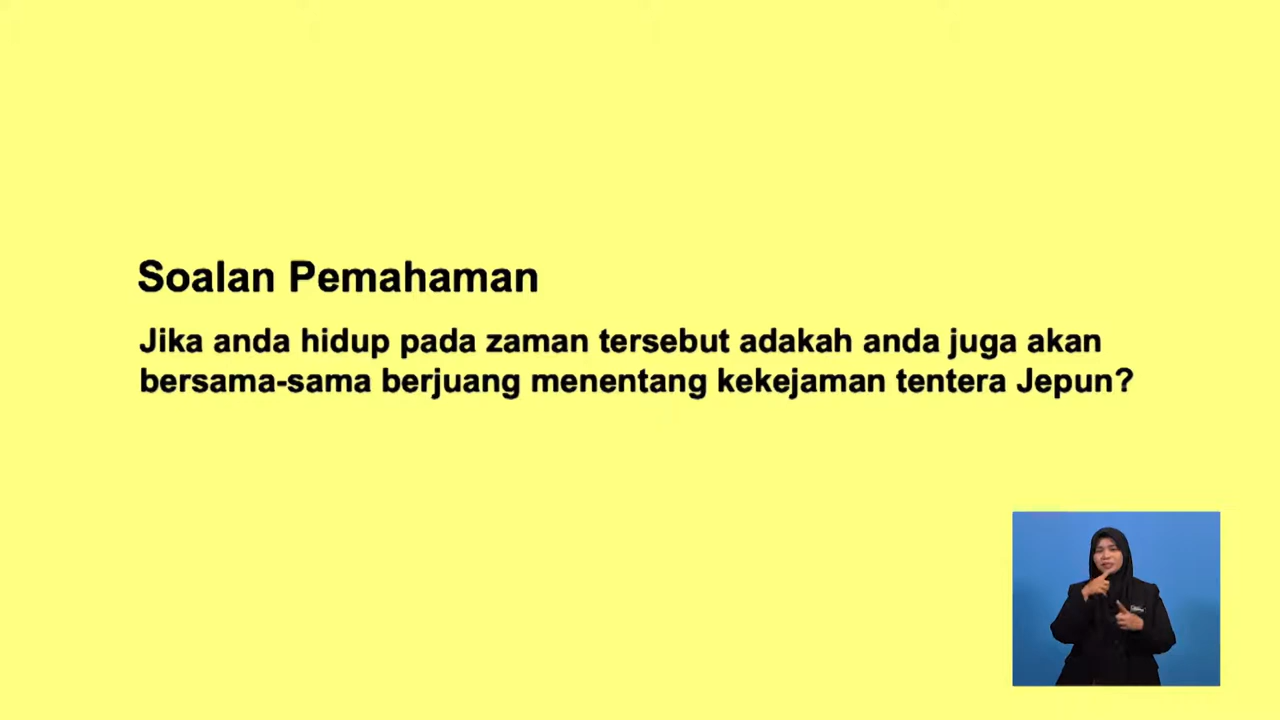 Soalan Pemahaman
Jika anda hidup pada zaman tersebut adakah anda juga akan
bersama-sama berjuang menentang kekejaman tentera Jepun?